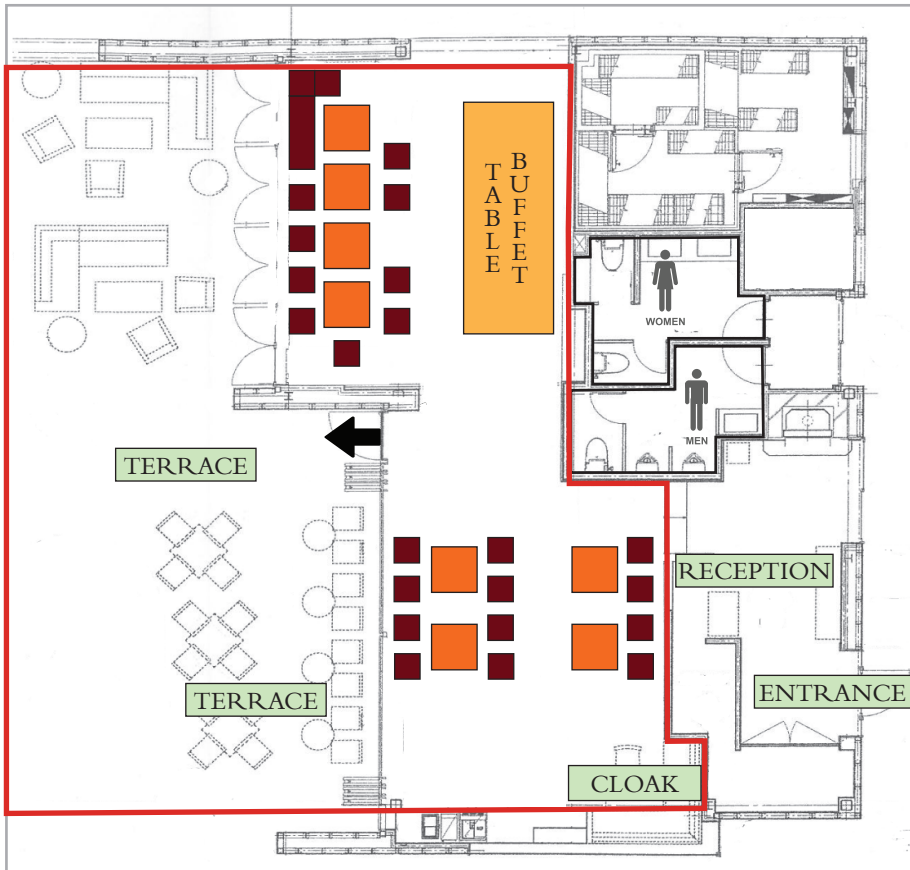 TABLE
BUFFET
WOMEN
MEN
TERRACE
RECEPTION
TERRACE
ENTRANCE
CLOAK